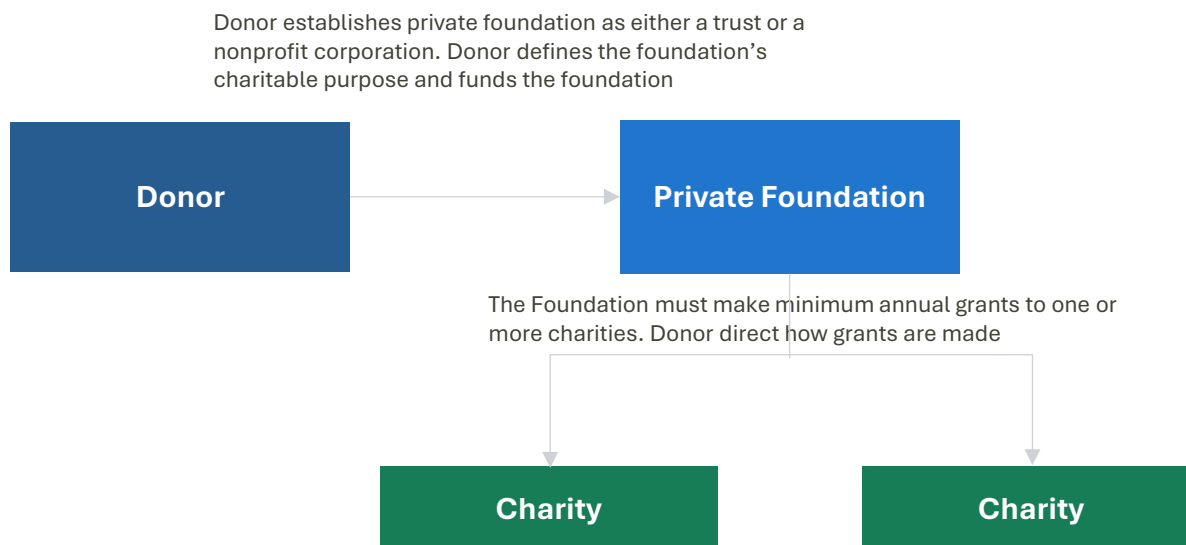 Donor establishes private foundation as either a trust or a
nonprofit corporation. Donor defines the foundation’s
charitable purpose and funds the foundation
Donor
Private Foundation
The Foundation must make minimum annual grants to one or
more charities. Donor direct how grants are made
Charity
Charity